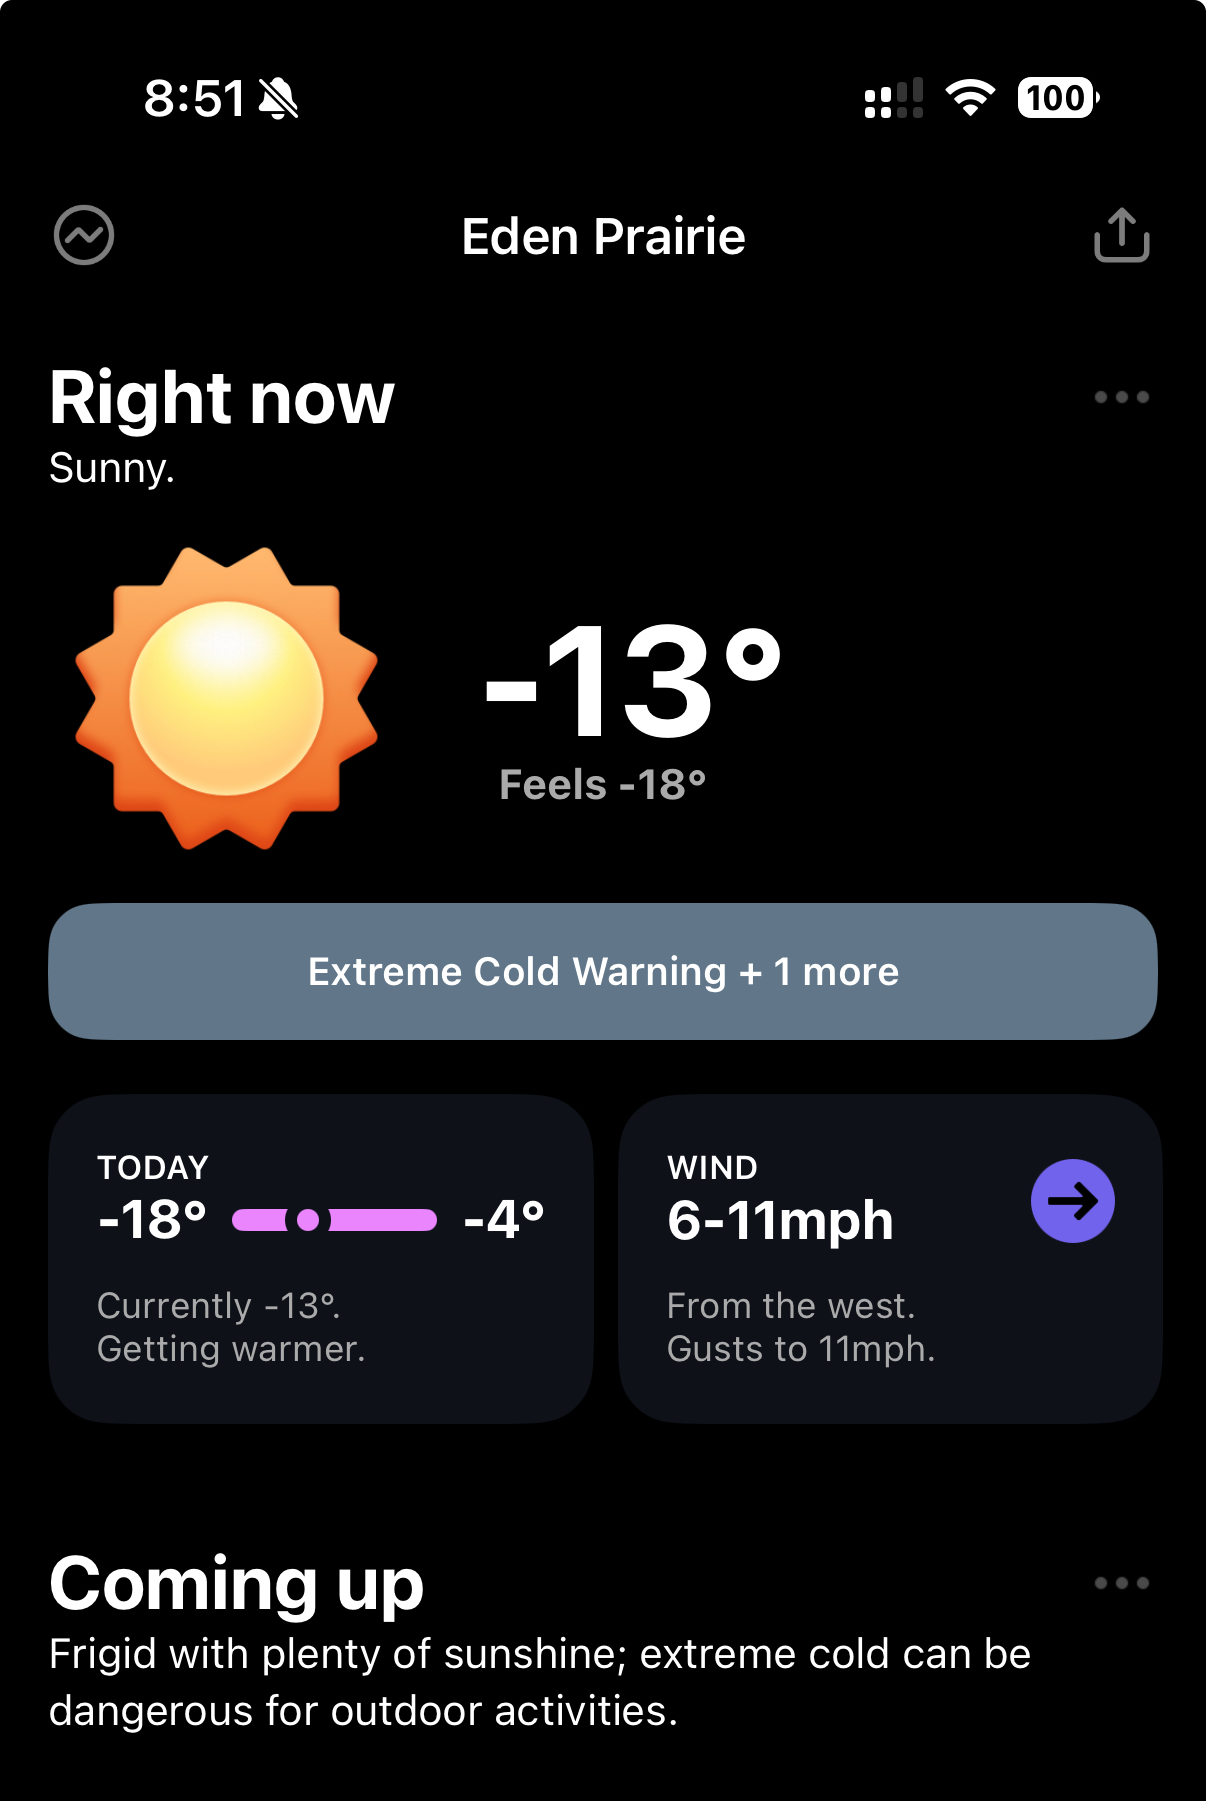 8:51
100
Eden Prairie
Right now
Sunny.
-13°
Feels -18°
Extreme Cold Warning + 1 more
TODAY
-18° -4°
Currently -13°.
Getting warmer.
WIND
6-11mph
From the west.
Gusts to 11mph.
Coming up
Frigid with plenty of sunshine; extreme cold can be
dangerous for outdoor activities.